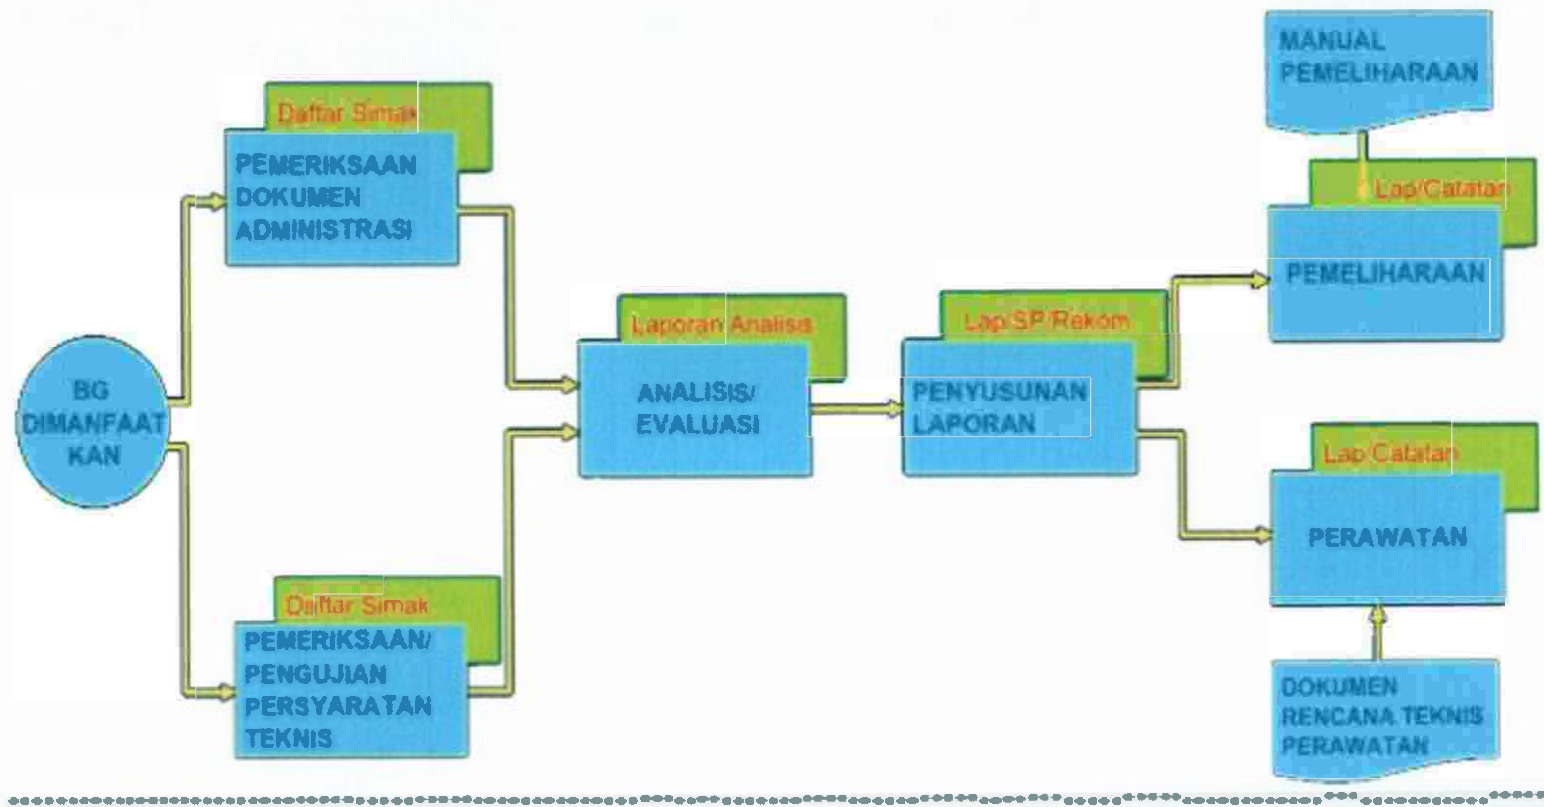 MANUAL
PEMELIHARAAN
Daftar Simak
PEMERIKSAAN
DOKUMEN
ADMINISTRASI
Lap/Catatan
PEMELIHARAAN
Laporan Analisis
ANALISIS/
EVALUASI
Lap/SP/Rekom
PENYUSUNAN
LAPORAN
BG
DIMANFAAT
KAN
Lap/Catatan
PERAWATAN
Daftar Simak
PEMERIKSAAN/
PENGUJIAN
PERSYARATAN
TEKNIS
DOKUMEN
RENCANA TEKNIS
PERAWATAN